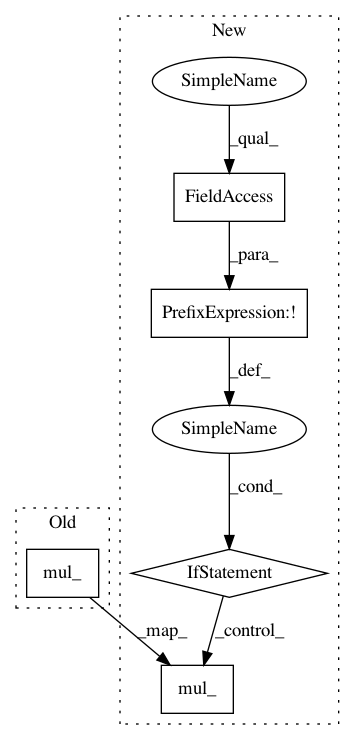 New
SimpleName
_qual_
FieldAccess
_para_
PrefixExpression:!
_def_
SimpleName
_cond_
Old
mul_
IfStatement
_map_
_control_
mul_